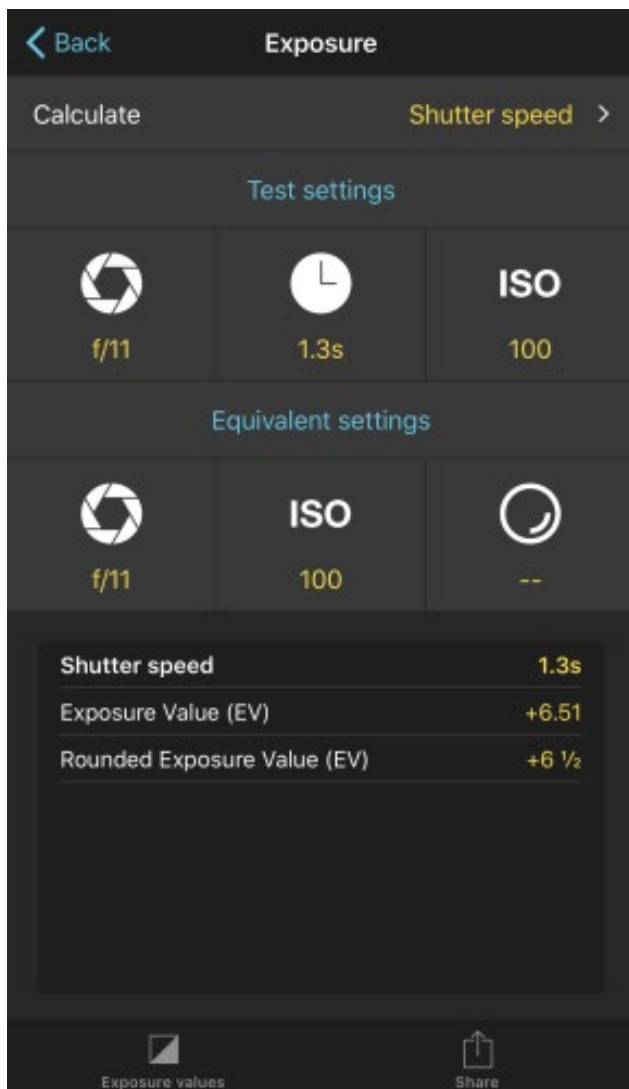 Back Exposure
Calculate Shutter speed
Test settings
ISO
f/11 1.3s 100
Equivalent settings
ISO
f/11 100 --
Shutter speed 1.3s
Exposure Value (EV) +6.51
Rounded Exposure Value (EV) +6 ½
Exposure values Share